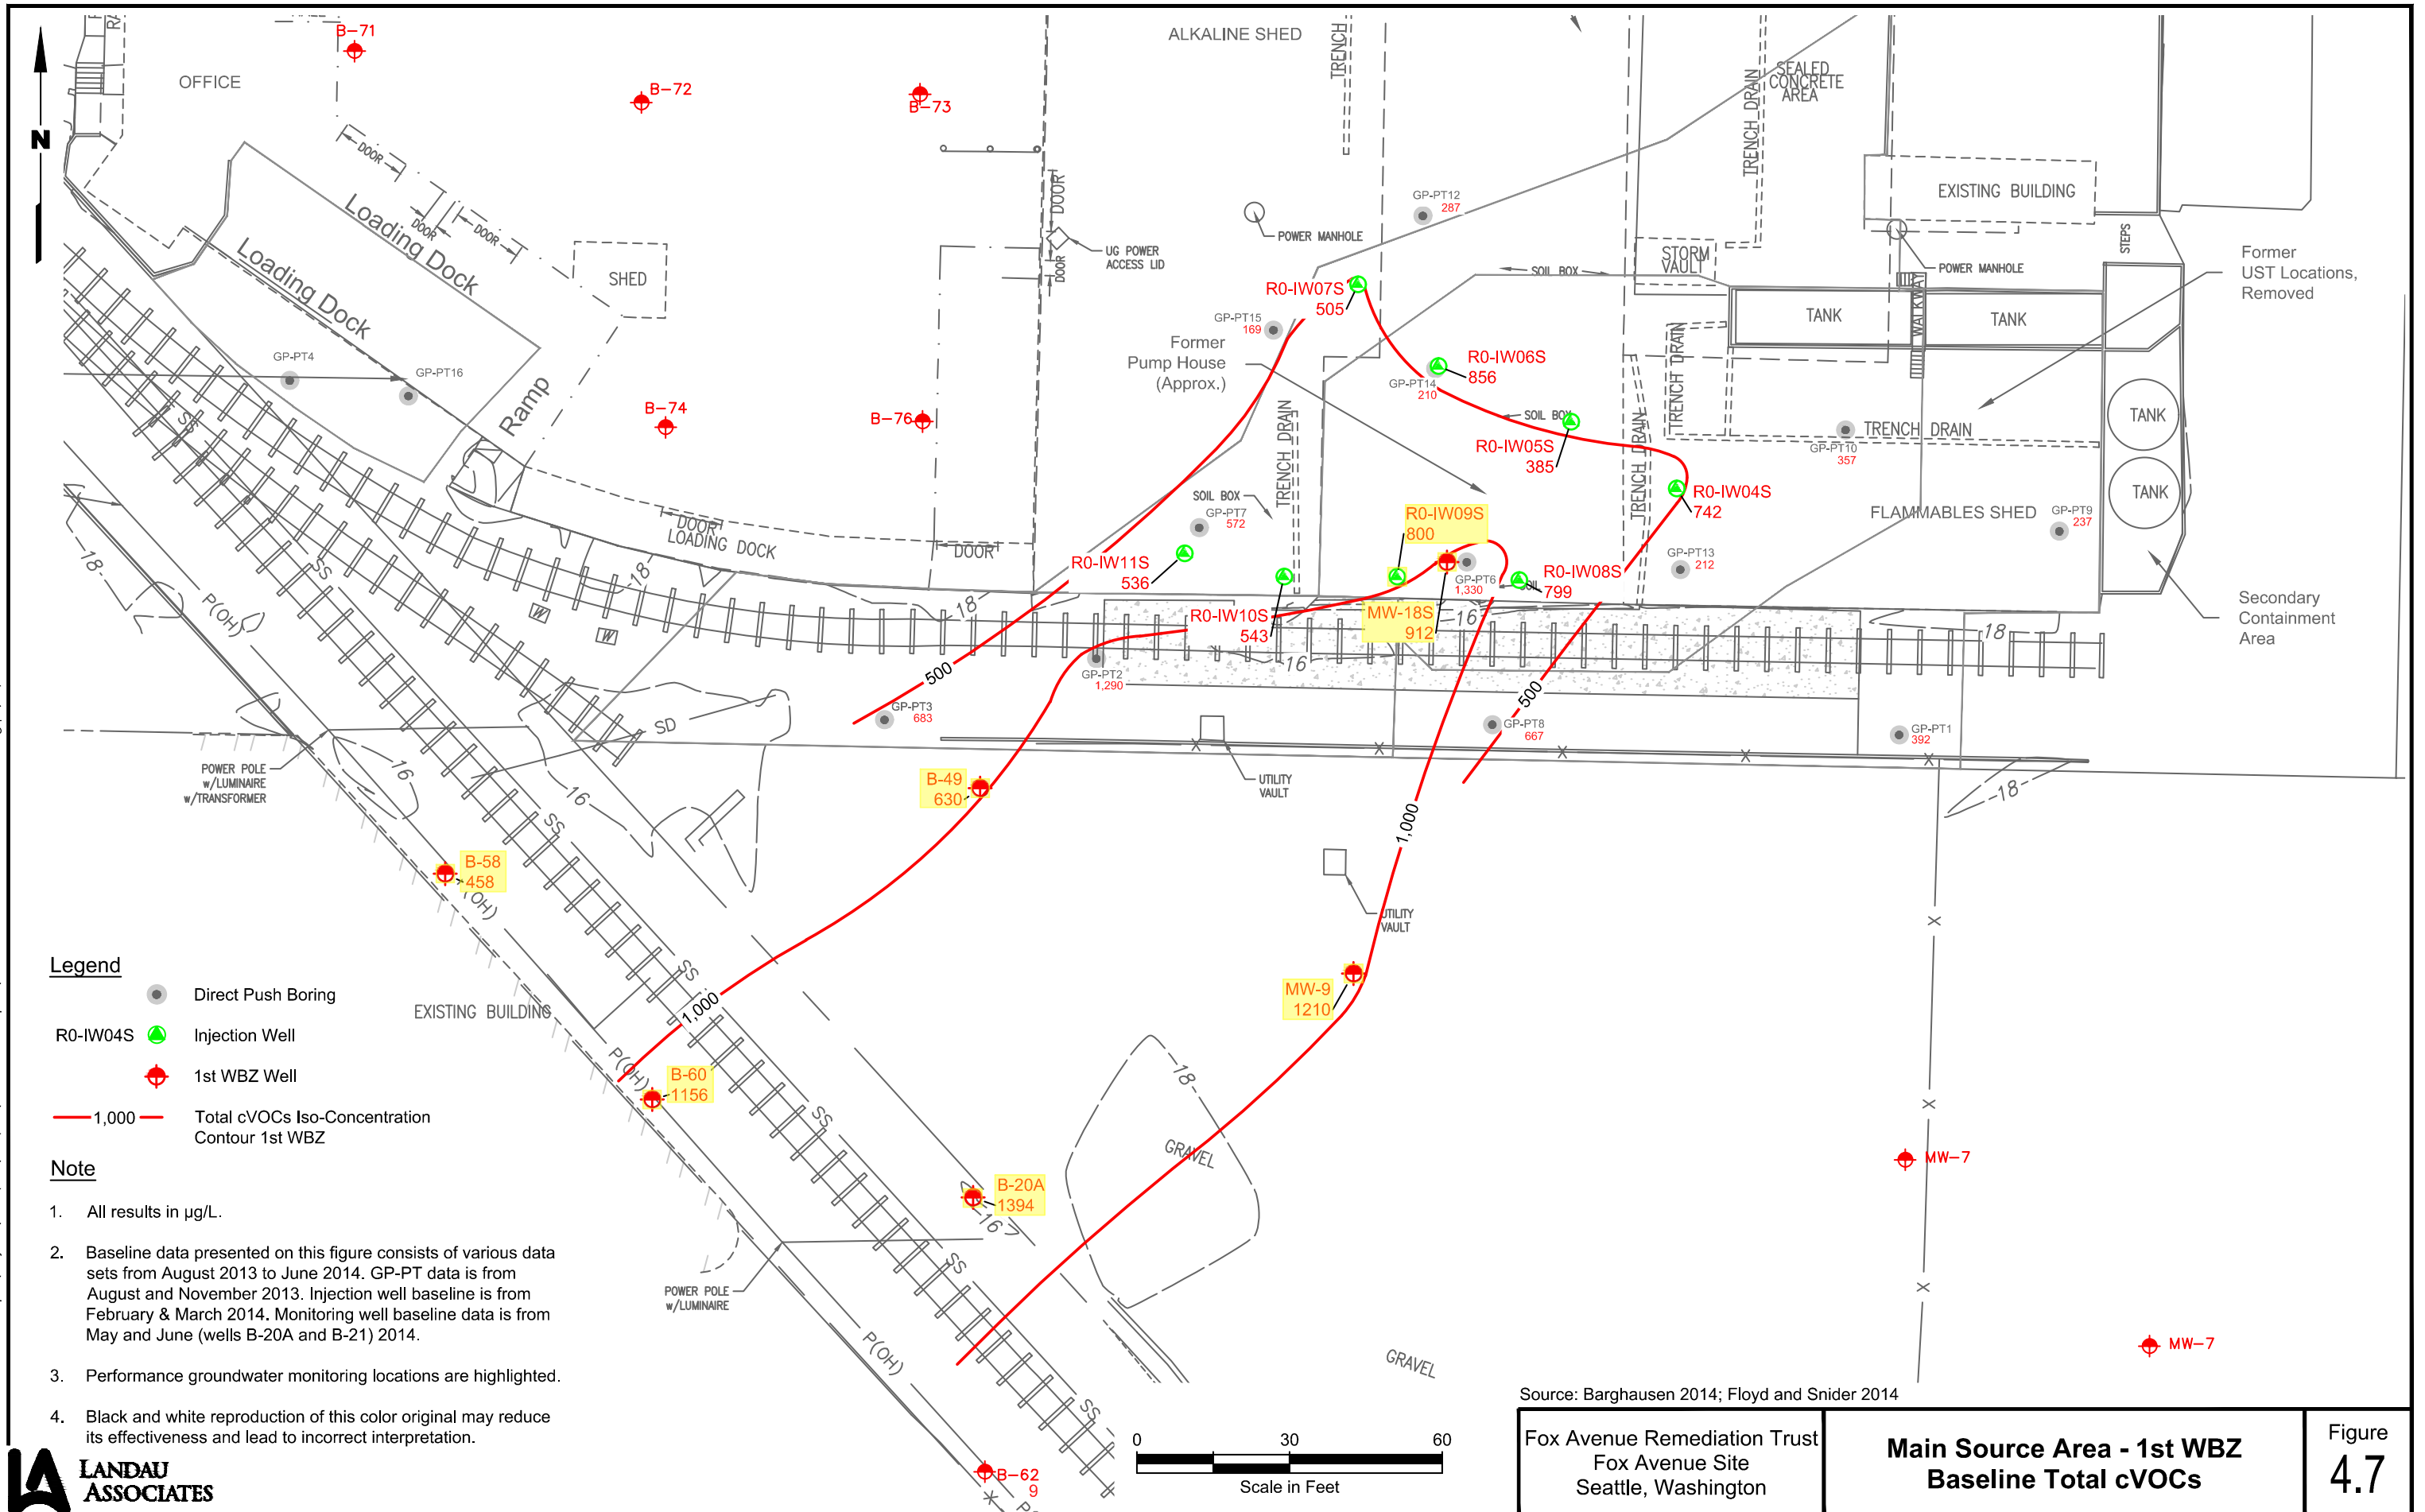 B-71
OFFICE
B-72
B-73
ALKALINE SHED
TRENCH
TRENCH DRAIN
SEALED
CONCRETE
AREA
N
DOOR
DOOR
DOOR
Loading Dock
Loading Dock
SHED
DOOR
DOOR
UG POWER
ACCESS LID
POWER MANHOLE
GP-PT12
287
EXISTING BUILDING
STORM
VAULT
SOIL BOX
POWER MANHOLE
STEPS
Former
UST Locations,
Removed
R0-IW07S
505
GP-PT15
169
Former
Pump House
(Approx.)
TANK
TANK
WALKWAY
GP-PT4
GP-PT16
Ramp
R0-IW06S
856
GP-PT14
210
TRENCH DRAIN
TANK
B-74
B-76
SOIL BOX
R0-IW05S
385
TRENCH DRAIN
TRENCH DRAIN
TRENCH DRAIN
GP-PT10
357
SS
R0-IW04S
742
TANK
SOIL BOX
GP-PT7
572
R0-IW09S
800
FLAMMABLES SHED
GP-PT9
237
DOOR
LOADING DOCK
DOOR
R0-IW11S
536
GP-PT6
1,330
R0-IW08S
799
GP-PT13
212
18
SS
18
P(OH)
W
W
18
R0-IW10S
543
MW-18S
912
16
18
Secondary
Containment
Area
16
500
GP-PT2
1,290
500
GP-PT3
683
SD
GP-PT8
667
GP-PT1
392
X X X X X
POWER POLE
w/LUMINAIRE
w/TRANSFORMER
16
16
B-49
630
UTILITY
VAULT
18
SS
1,000
B-58
458
(OH)
UTILITY
VAULT
X
SS
Legend
Direct Push Boring
R0-IW04S
Injection Well
1st WBZ Well
1,000
Total cVOCs Iso-Concentration
Contour 1st WBZ
EXISTING BUILDING
1,000
MW-9
1210
P(OH)
B-60
1156
18
SS
X
GRAVEL
MW-7
Note
1. All results in µg/L.
2. Baseline data presented on this figure consists of various data
sets from August 2013 to June 2014. GP-PT data is from
August and November 2013. Injection well baseline is from
February & March 2014. Monitoring well baseline data is from
May and June (wells B-20A and B-21) 2014.
3. Performance groundwater monitoring locations are highlighted.
4. Black and white reproduction of this color original may reduce
its effectiveness and lead to incorrect interpretation.
B-20A
1394
16
SS
X
POWER POLE
w/LUMINAIRE
P(OH)
MW-7
GRAVEL
SS
B-62
9
X
0 30 60
Scale in Feet
Source: Barghausen 2014; Floyd and Snider 2014
LA
LANDAU
ASSOCIATES
Fox Avenue Remediation Trust
Fox Avenue Site
Seattle, Washington
Main Source Area - 1st WBZ
Baseline Total cVOCs
Figure
4.7